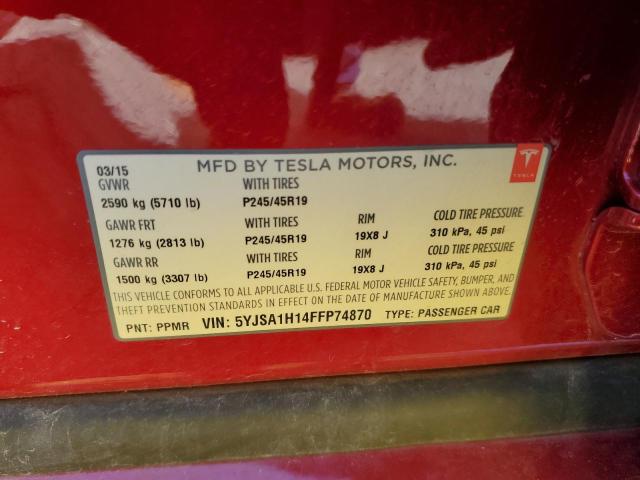 03/15 MFD BY TESLA MOTORS, INC.
TESLA
GVWR WITH TIRES
2590 kg (5710 lb) P245/45R19
GAWR FRT WITH TIRES RIM COLD TIRE PRESSURE
1276 kg (2813 lb) P245/45R19 19X8 J 310 kPa, 45 psi
GAWR RR WITH TIRES RIM COLD TIRE PRESSURE
1500 kg (3307 lb) P245/45R19 19X8 J 310 kPa, 45 psi
THIS VEHICLE CONFORMS TO ALL APPLICABLE U.S. FEDERAL MOTOR VEHICLE SAFETY, BUMPER, AND
THEFT PREVENTION STANDARDS IN EFFECT ON THE DATE OF MANUFACTURE SHOWN ABOVE.
PNT: PPMR VIN: 5YJSA1H14FFP74870 TYPE: PASSENGER CAR